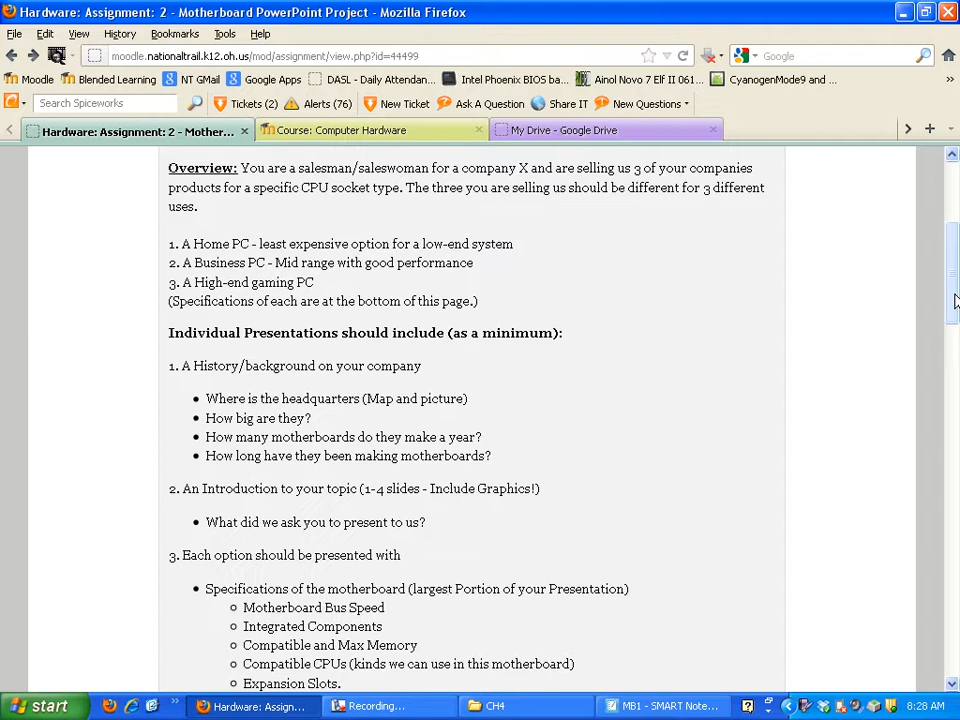 Hardware: Assignment: 2 - Motherboard PowerPoint Project - Mozilla Firefox
File Edit View History Bookmarks Tools Help
moodle.nationaltrail.k12.oh.us/mod/assignment/view.php?id=44499
Google
Moodle Blended Learning NT GMail Google Apps DASL - Daily Attendan... Intel Phoenix BIOS ba... Ainol Novo 7 Elf II 061... CyanogenMode9 and ...
Search Spiceworks Tickets (2) Alerts (76) New Ticket Ask A Question Share IT New Questions
Hardware: Assignment: 2 - Mother... Course: Computer Hardware My Drive - Google Drive
Overview: You are a salesman/saleswoman for a company X and are selling us 3 of your companies
products for a specific CPU socket type. The three you are selling us should be different for 3 different
uses.
1. A Home PC - least expensive option for a low-end system
2. A Business PC - Mid range with good performance
3. A High-end gaming PC
(Specifications of each are at the bottom of this page.)
Individual Presentations should include (as a minimum):
1. A History/background on your company
• Where is the headquarters (Map and picture)
• How big are they?
• How many motherboards do they make a year?
• How long have they been making motherboards?
2. An Introduction to your topic (1-4 slides - Include Graphics!)
• What did we ask you to present to us?
3. Each option should be presented with
• Specifications of the motherboard (largest Portion of your Presentation)
○ Motherboard Bus Speed
○ Integrated Components
○ Compatible and Max Memory
○ Compatible CPUs (kinds we can use in this motherboard)
○ Expansion Slots.
start Hardware: Assign... Recording... CH4 MB1 - SMART Note... 8:28 AM